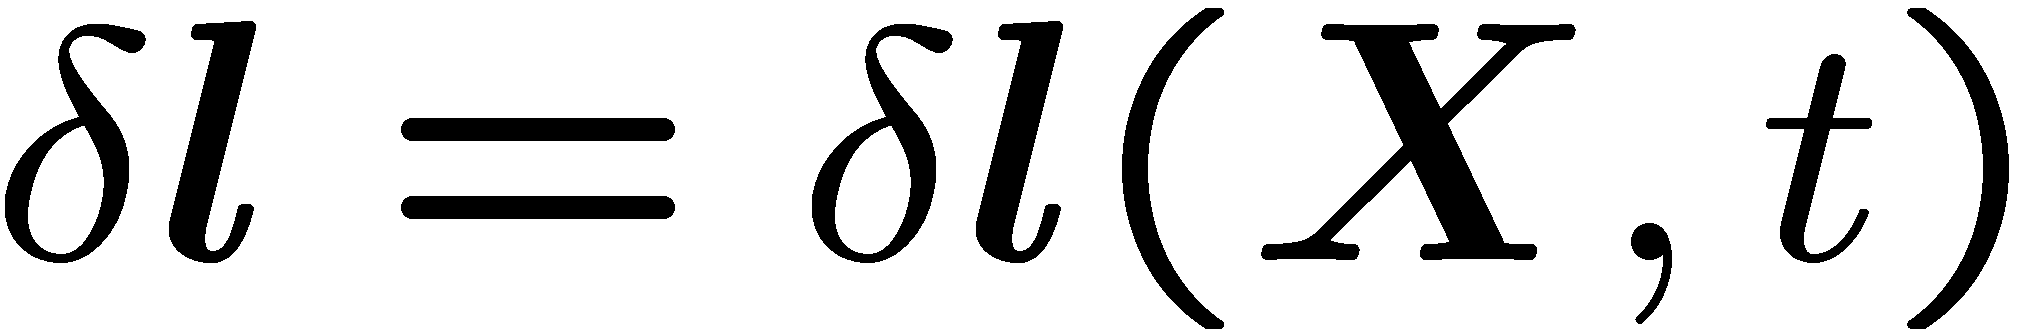 δ𝒍 = δ𝒍(𝑿, t)